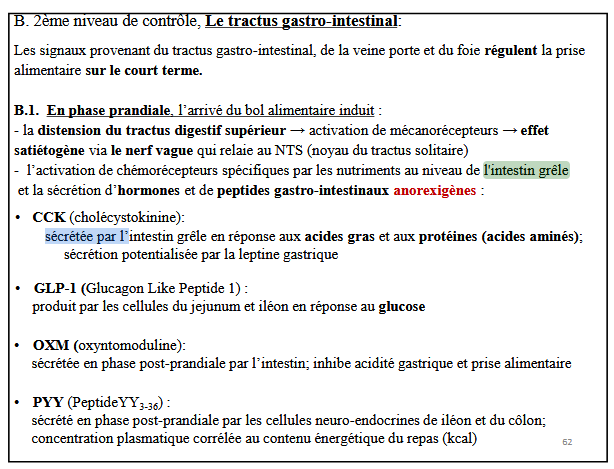 B. 2ème niveau de contrôle, Le tractus gastro-intestinal:
Les signaux provenant du tractus gastro-intestinal, de la veine porte et du foie régulent la prise
alimentaire sur le court terme.
B.1. En phase prandiale, l'arrivé du bol alimentaire induit :
- la distension du tractus digestif supérieur → activation de mécanorécepteurs → effet
satiétogène via le nerf vague qui relaie au NTS (noyau du tractus solitaire)
- l'activation de chémorécepteurs spécifiques par les nutriments au niveau de l'intestin grêle
et la sécrétion d'hormones et de peptides gastro-intestinaux anorexigènes :
• CCK (cholécystokinine):
sécrétée par l'intestin grêle en réponse aux acides gras et aux protéines (acides aminés);
sécrétion potentialisée par la leptine gastrique
• GLP-1 (Glucagon Like Peptide 1) :
produit par les cellules du jejunum et iléon en réponse au glucose
• OXM (oxyntomoduline):
sécrétée en phase post-prandiale par l'intestin; inhibe acidité gastrique et prise alimentaire
• PYY (PeptideYY3-36) :
sécrété en phase post-prandiale par les cellules neuro-endocrines de iléon et du côlon;
concentration plasmatique corrélée au contenu énergétique du repas (kcal)
62